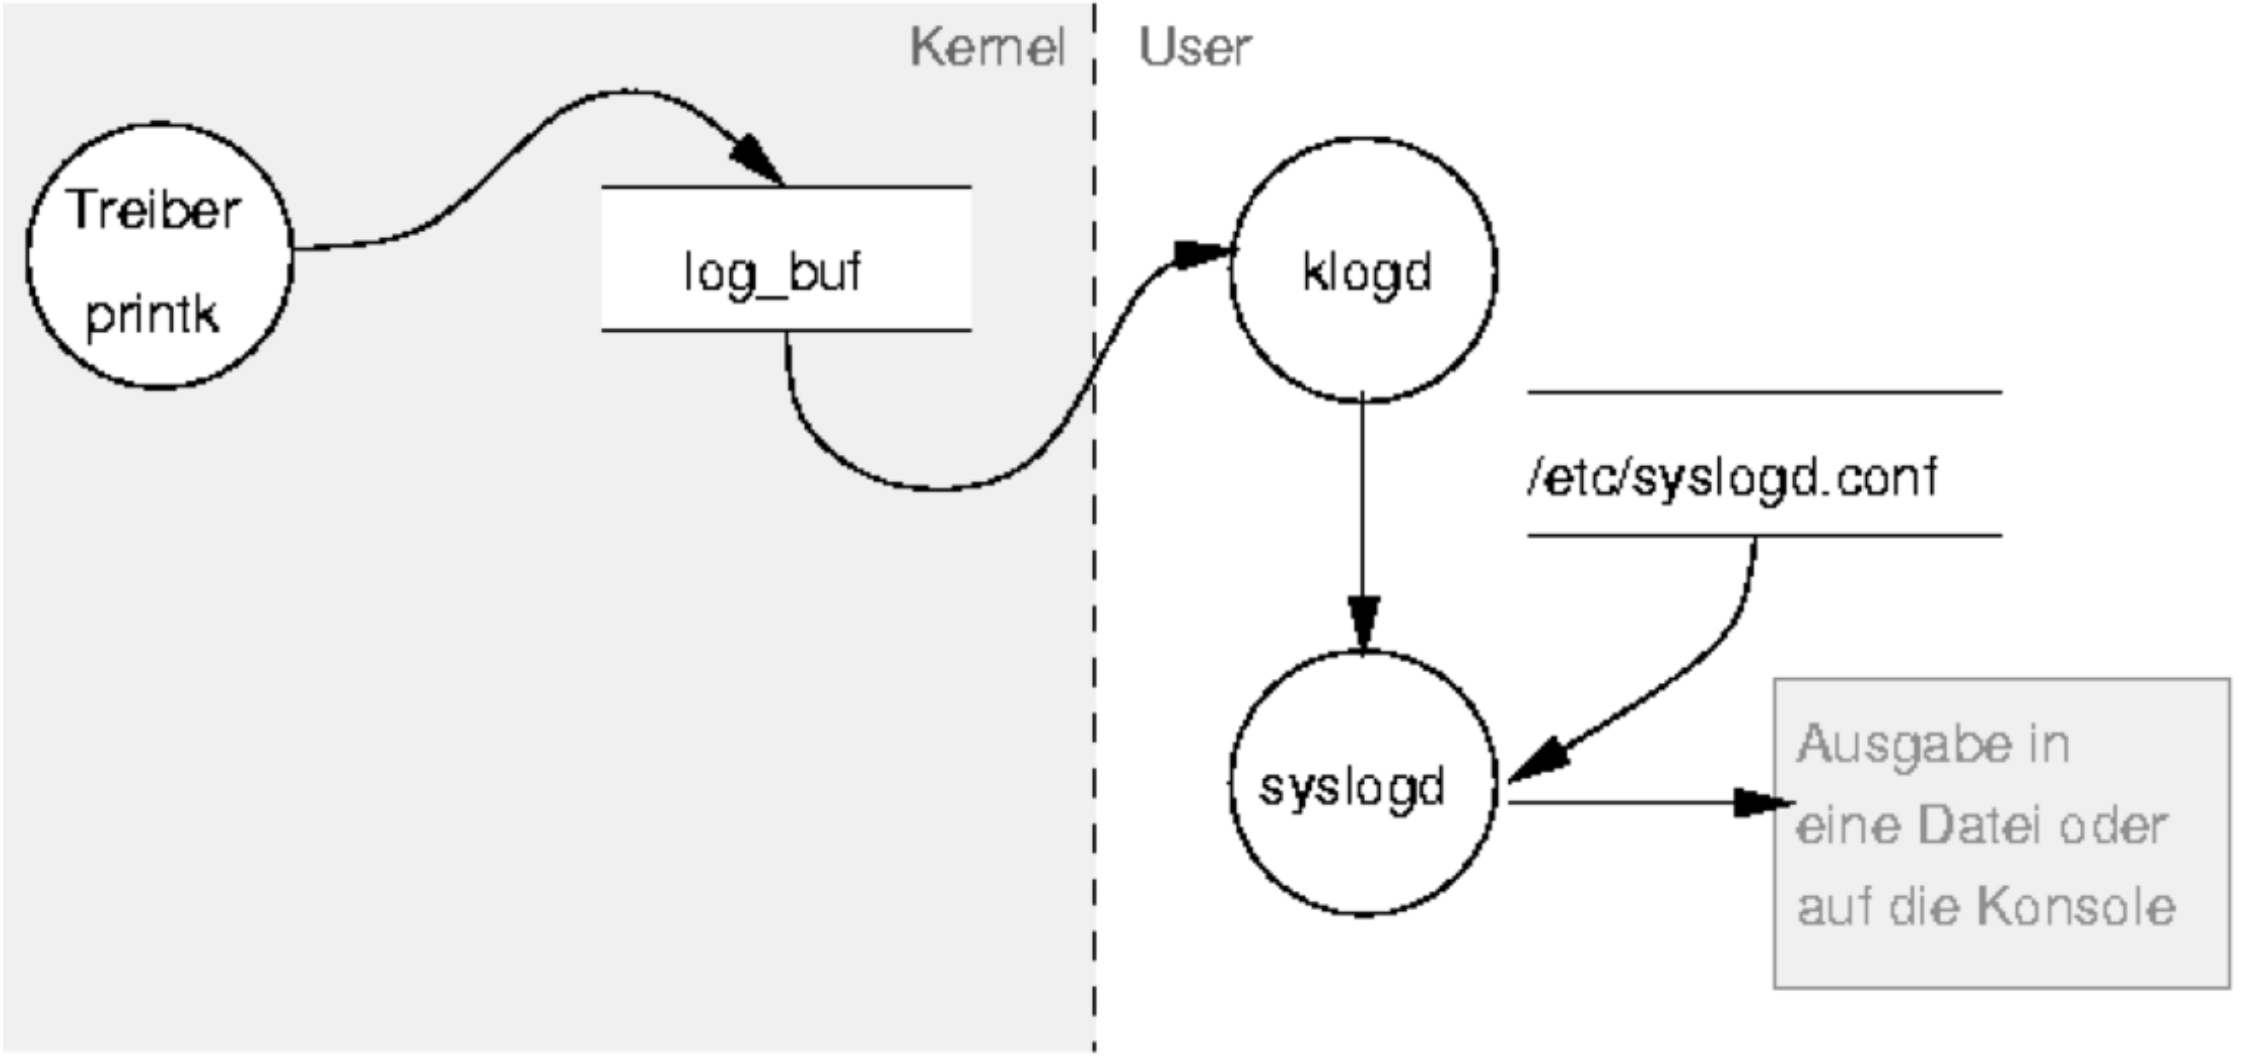 Kernel
User
Treiber
printk
log_buf
klogd
/etc/syslogd.conf
syslogd
Ausgabe in
eine Datei oder
auf die Konsole